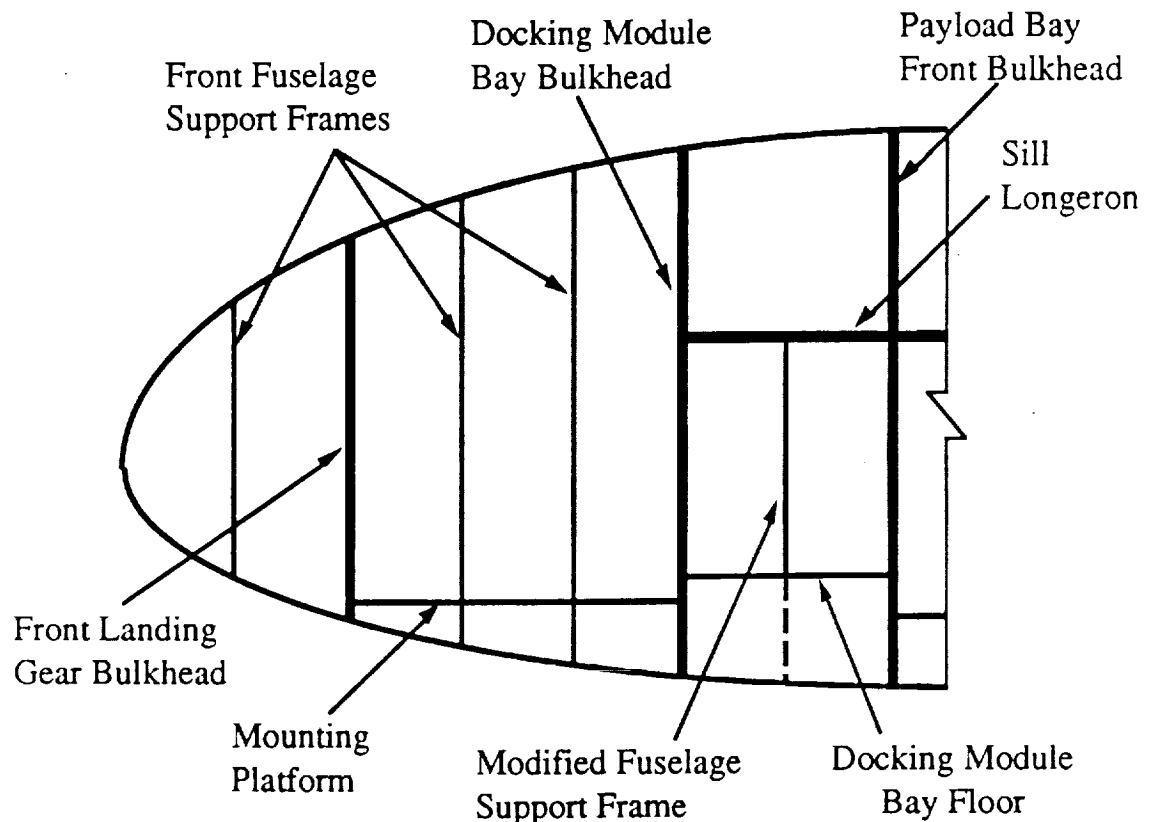 Docking Module
Bay Bulkhead
Payload Bay
Front Bulkhead
Front Fuselage
Support Frames
Sill
Longeron
Front Landing
Gear Bulkhead
Mounting
Platform
Modified Fuselage
Support Frame
Docking Module
Bay Floor